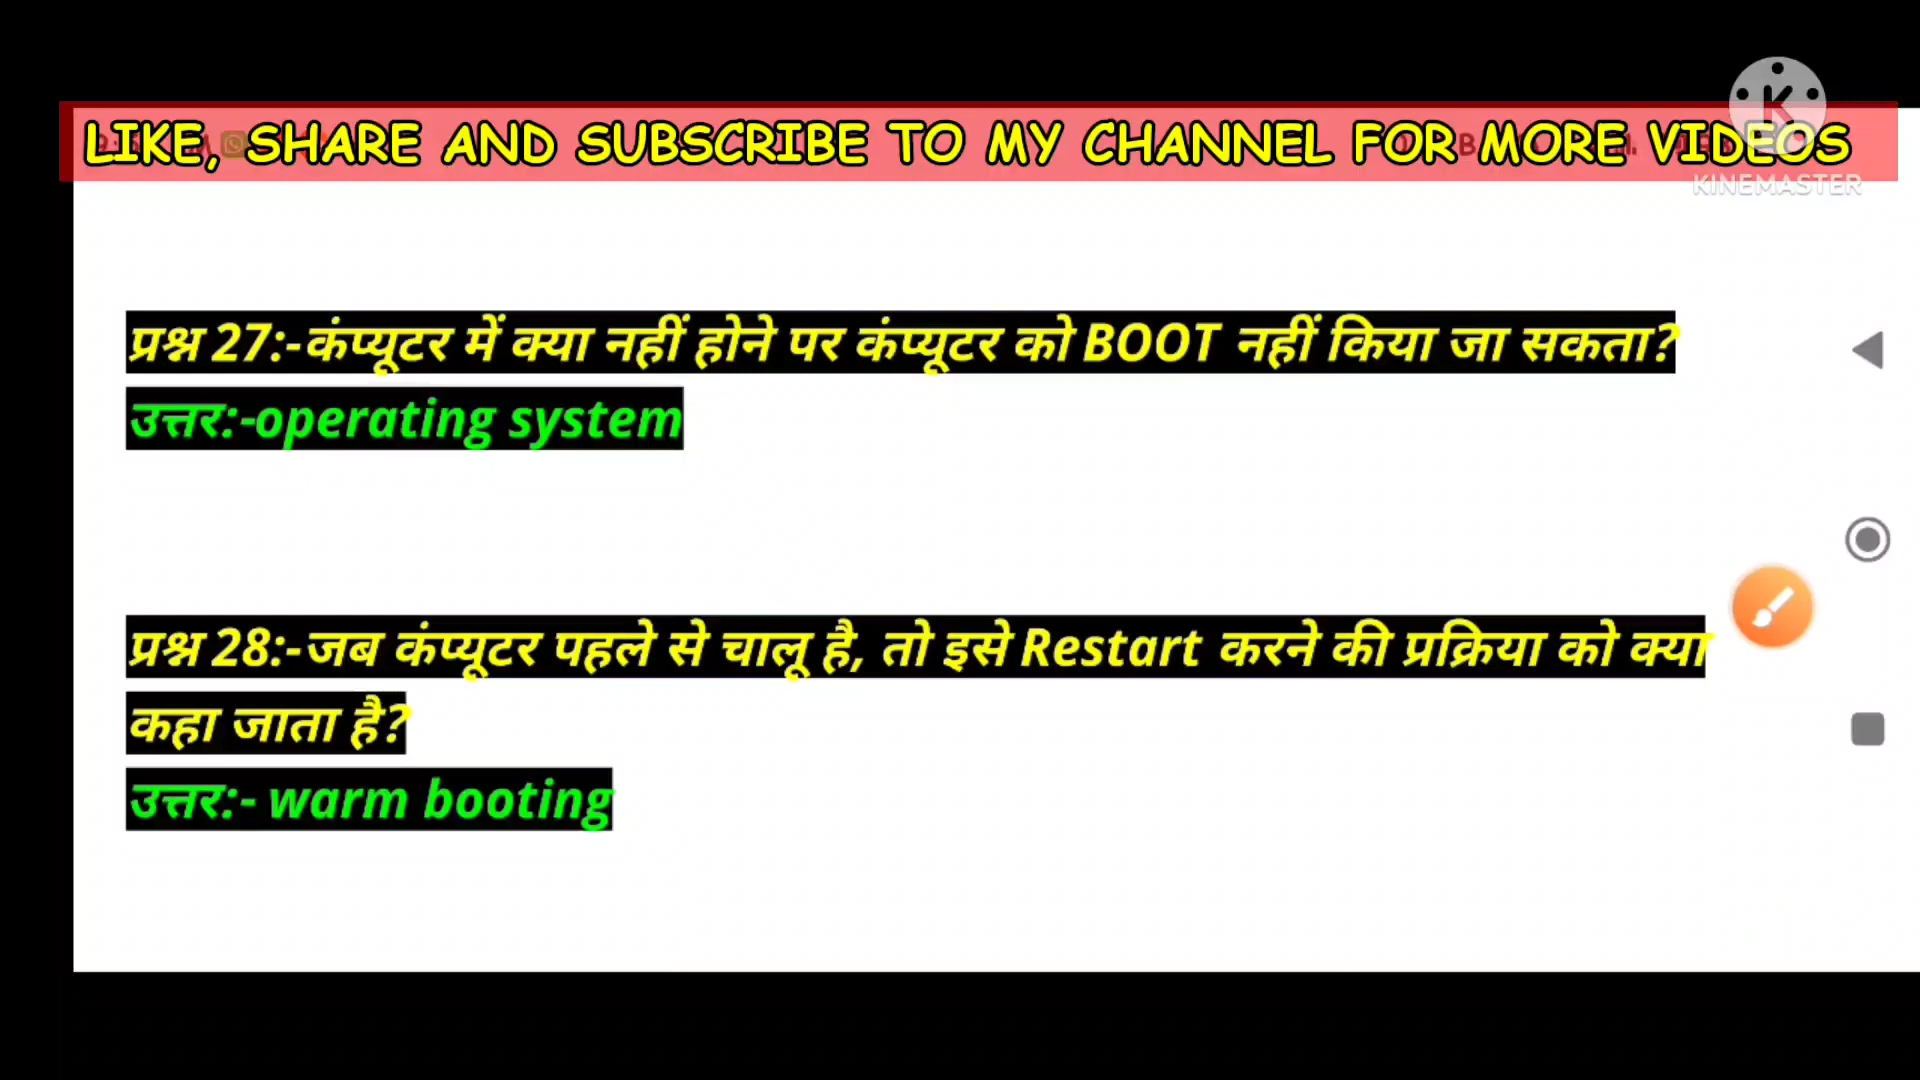 LIKE, SHARE AND SUBSCRIBE TO MY CHANNEL FOR MORE VIDEOS
KINEMASTER
प्रश्न 27:-कंप्यूटर में क्या नहीं होने पर कंप्यूटर को BOOT नहीं किया जा सकता?
उत्तर:-operating system
प्रश्न 28:-जब कंप्यूटर पहले से चालू है, तो इसे Restart करने की प्रक्रिया को क्या
कहा जाता है?
उत्तर:- warm booting